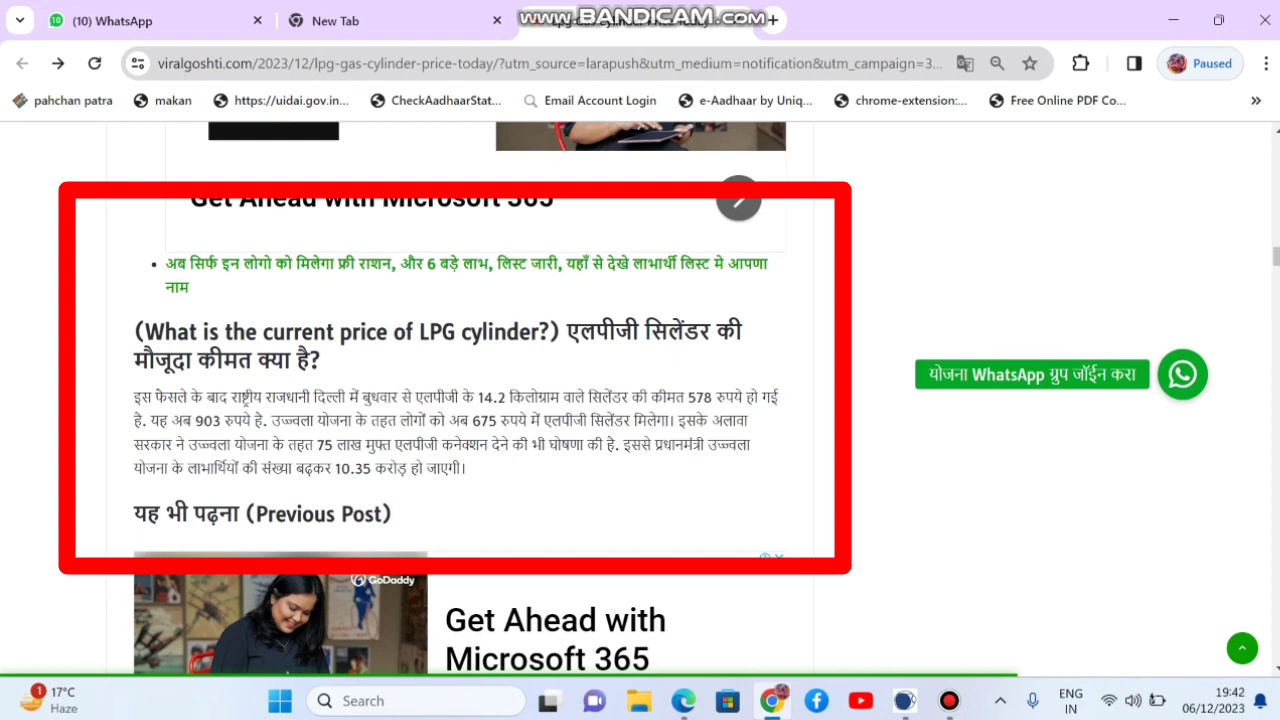 (10) WhatsApp
New Tab
www.BANDICAM.com
viralgoshti.com/2023/12/lpg-gas-cylinder-price-today/?utm_source=larapush&utm_medium=notification&utm_campaign=3...
Paused
pahchan patra
makan
https://uidai.gov.in...
CheckAadhaarStat...
Email Account Login
e-Aadhaar by Uniq...
chrome-extension:...
Free Online PDF Co...
Get Ahead with Microsoft 365
• अब सिर्फ इन लोगो को मिलेगा फ्री राशन, और 6 बड़े लाभ, लिस्ट जारी, यहाँ से देखे लाभार्थी लिस्ट मे आपणा
नाम
(What is the current price of LPG cylinder?) एलपीजी सिलेंडर की
मौजूदा कीमत क्या है?
इस फैसले के बाद राष्ट्रीय राजधानी दिल्ली में बुधवार से एलपीजी के 14.2 किलोग्राम वाले सिलेंडर की कीमत 578 रुपये हो गई
है. यह अब 903 रुपये है. उज्ज्वला योजना के तहत लोगों को अब 675 रुपये में एलपीजी सिलेंडर मिलेगा। इसके अलावा
सरकार ने उज्ज्वला योजना के तहत 75 लाख मुफ्त एलपीजी कनेक्शन देने की भी घोषणा की है. इससे प्रधानमंत्री उज्ज्वला
योजना के लाभार्थियों की संख्या बढ़कर 10.35 करोड़ हो जाएगी।
योजना WhatsApp ग्रुप जॉईन करा
यह भी पढ़ना (Previous Post)
GoDaddy
Get Ahead with
Microsoft 365
1
17°C
Haze
Search
ENG
IN
19:42
06/12/2023